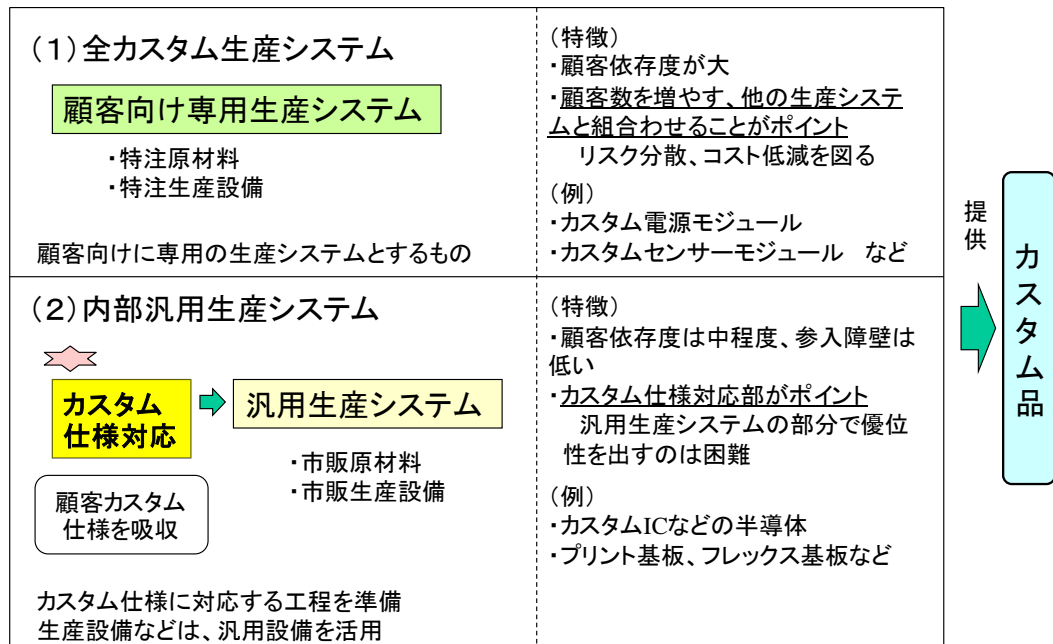 （１）全カスタム生産システム
顧客向け専用生産システム
・特注原材料
・特注生産設備
顧客向けに専用の生産システムとするもの
（特徴）
・顧客依存度が大
・顧客数を増やす、他の生産システ
ムと組合わせることがポイント
リスク分散、コスト低減を図る
（例）
・カスタム電源モジュール
・カスタムセンサーモジュール　など
（２）内部汎用生産システム
カスタム
仕様対応
汎用生産システム
・市販原材料
・市販生産設備
顧客カスタム
仕様を吸収
カスタム仕様に対応する工程を準備
生産設備などは、汎用設備を活用
（特徴）
・顧客依存度は中程度、参入障壁は
低い
・カスタム仕様対応部がポイント
汎用生産システムの部分で優位
性を出すのは困難
（例）
・カスタムICなどの半導体
・プリント基板、フレックス基板など
提供
カスタム品